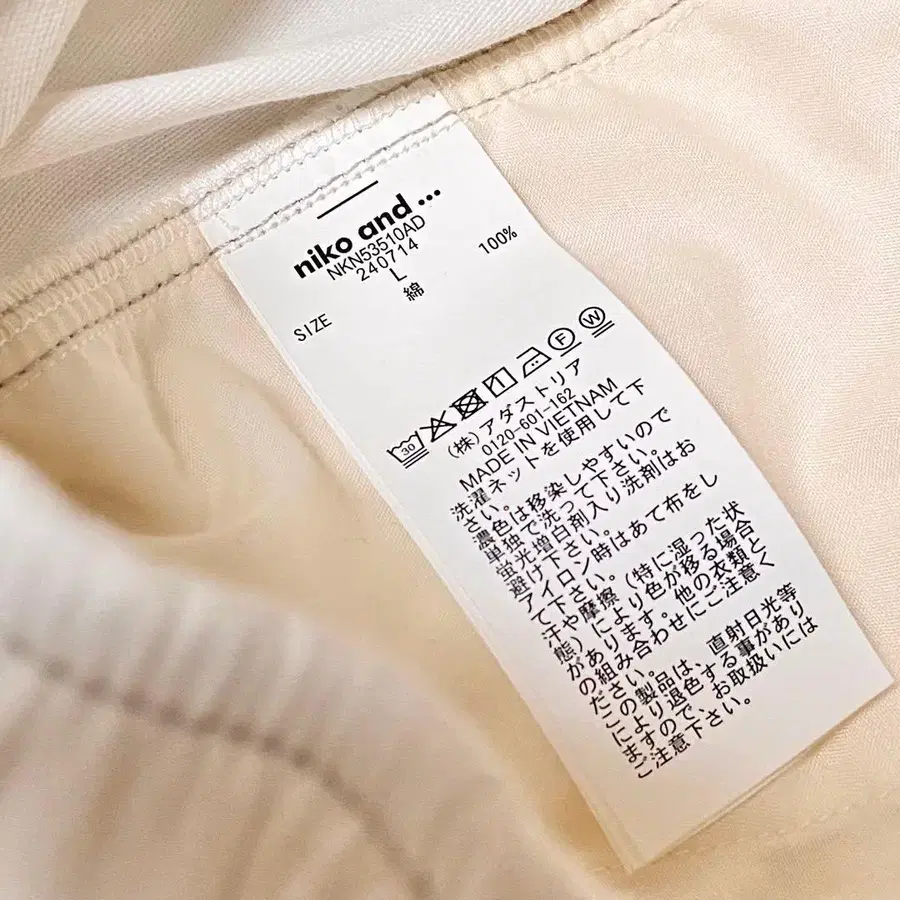 niko and ...
NKN53510AD
240714
SIZE L
綿 100%
30 F W
(株)アダストリア
0120-601-162
MADE IN VIETNAM
洗濯ネットを使用して下
さい。
濃色は移染しやすいので
単独で洗って下さい。
蛍光増白剤入り洗剤はお
避け下さい。
アイロン時はあて布をし
て下さい。
汗や摩擦(特に湿った状
態)により色が移る場合
があります。他の衣類と
の組み合わせにご注意く
ださい。
この製品は、直射日光等
により退色する事があり
ますので、お取扱いには
ご注意下さい。